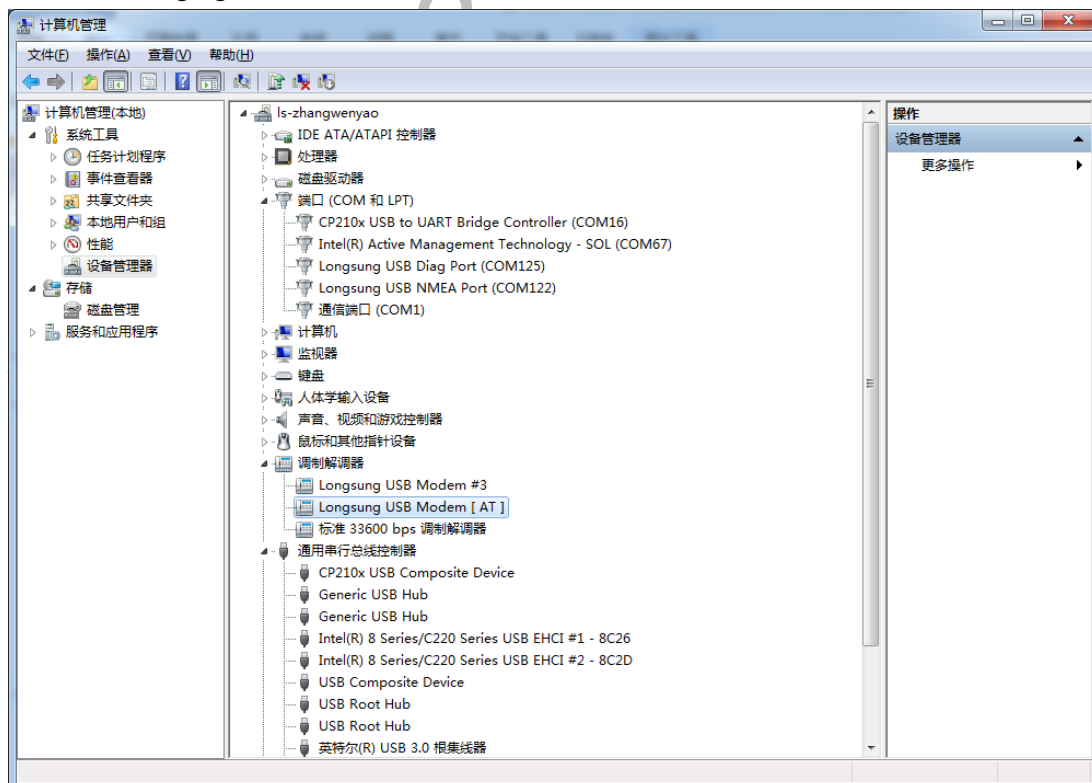 计算机管理
文件(F) 操作(A) 查看(V) 帮助(H)
计算机管理(本地)
系统工具
任务计划程序
事件查看器
共享文件夹
本地用户和组
性能
设备管理器
存储
磁盘管理
服务和应用程序
ls-zhangwenyao
IDE ATA/ATAPI 控制器
处理器
磁盘驱动器
端口 (COM 和 LPT)
CP210x USB to UART Bridge Controller (COM16)
Intel(R) Active Management Technology - SOL (COM67)
Longsung USB Diag Port (COM125)
Longsung USB NMEA Port (COM122)
通信端口 (COM1)
计算机
监视器
键盘
人体学输入设备
声音、视频和游戏控制器
鼠标和其他指针设备
调制解调器
Longsung USB Modem #3
Longsung USB Modem [ AT ]
标准 33600 bps 调制解调器
通用串行总线控制器
CP210x USB Composite Device
Generic USB Hub
Generic USB Hub
Intel(R) 8 Series/C220 Series USB EHCI #1 - 8C26
Intel(R) 8 Series/C220 Series USB EHCI #2 - 8C2D
USB Composite Device
USB Root Hub
USB Root Hub
英特尔(R) USB 3.0 根集线器
操作
设备管理器
更多操作